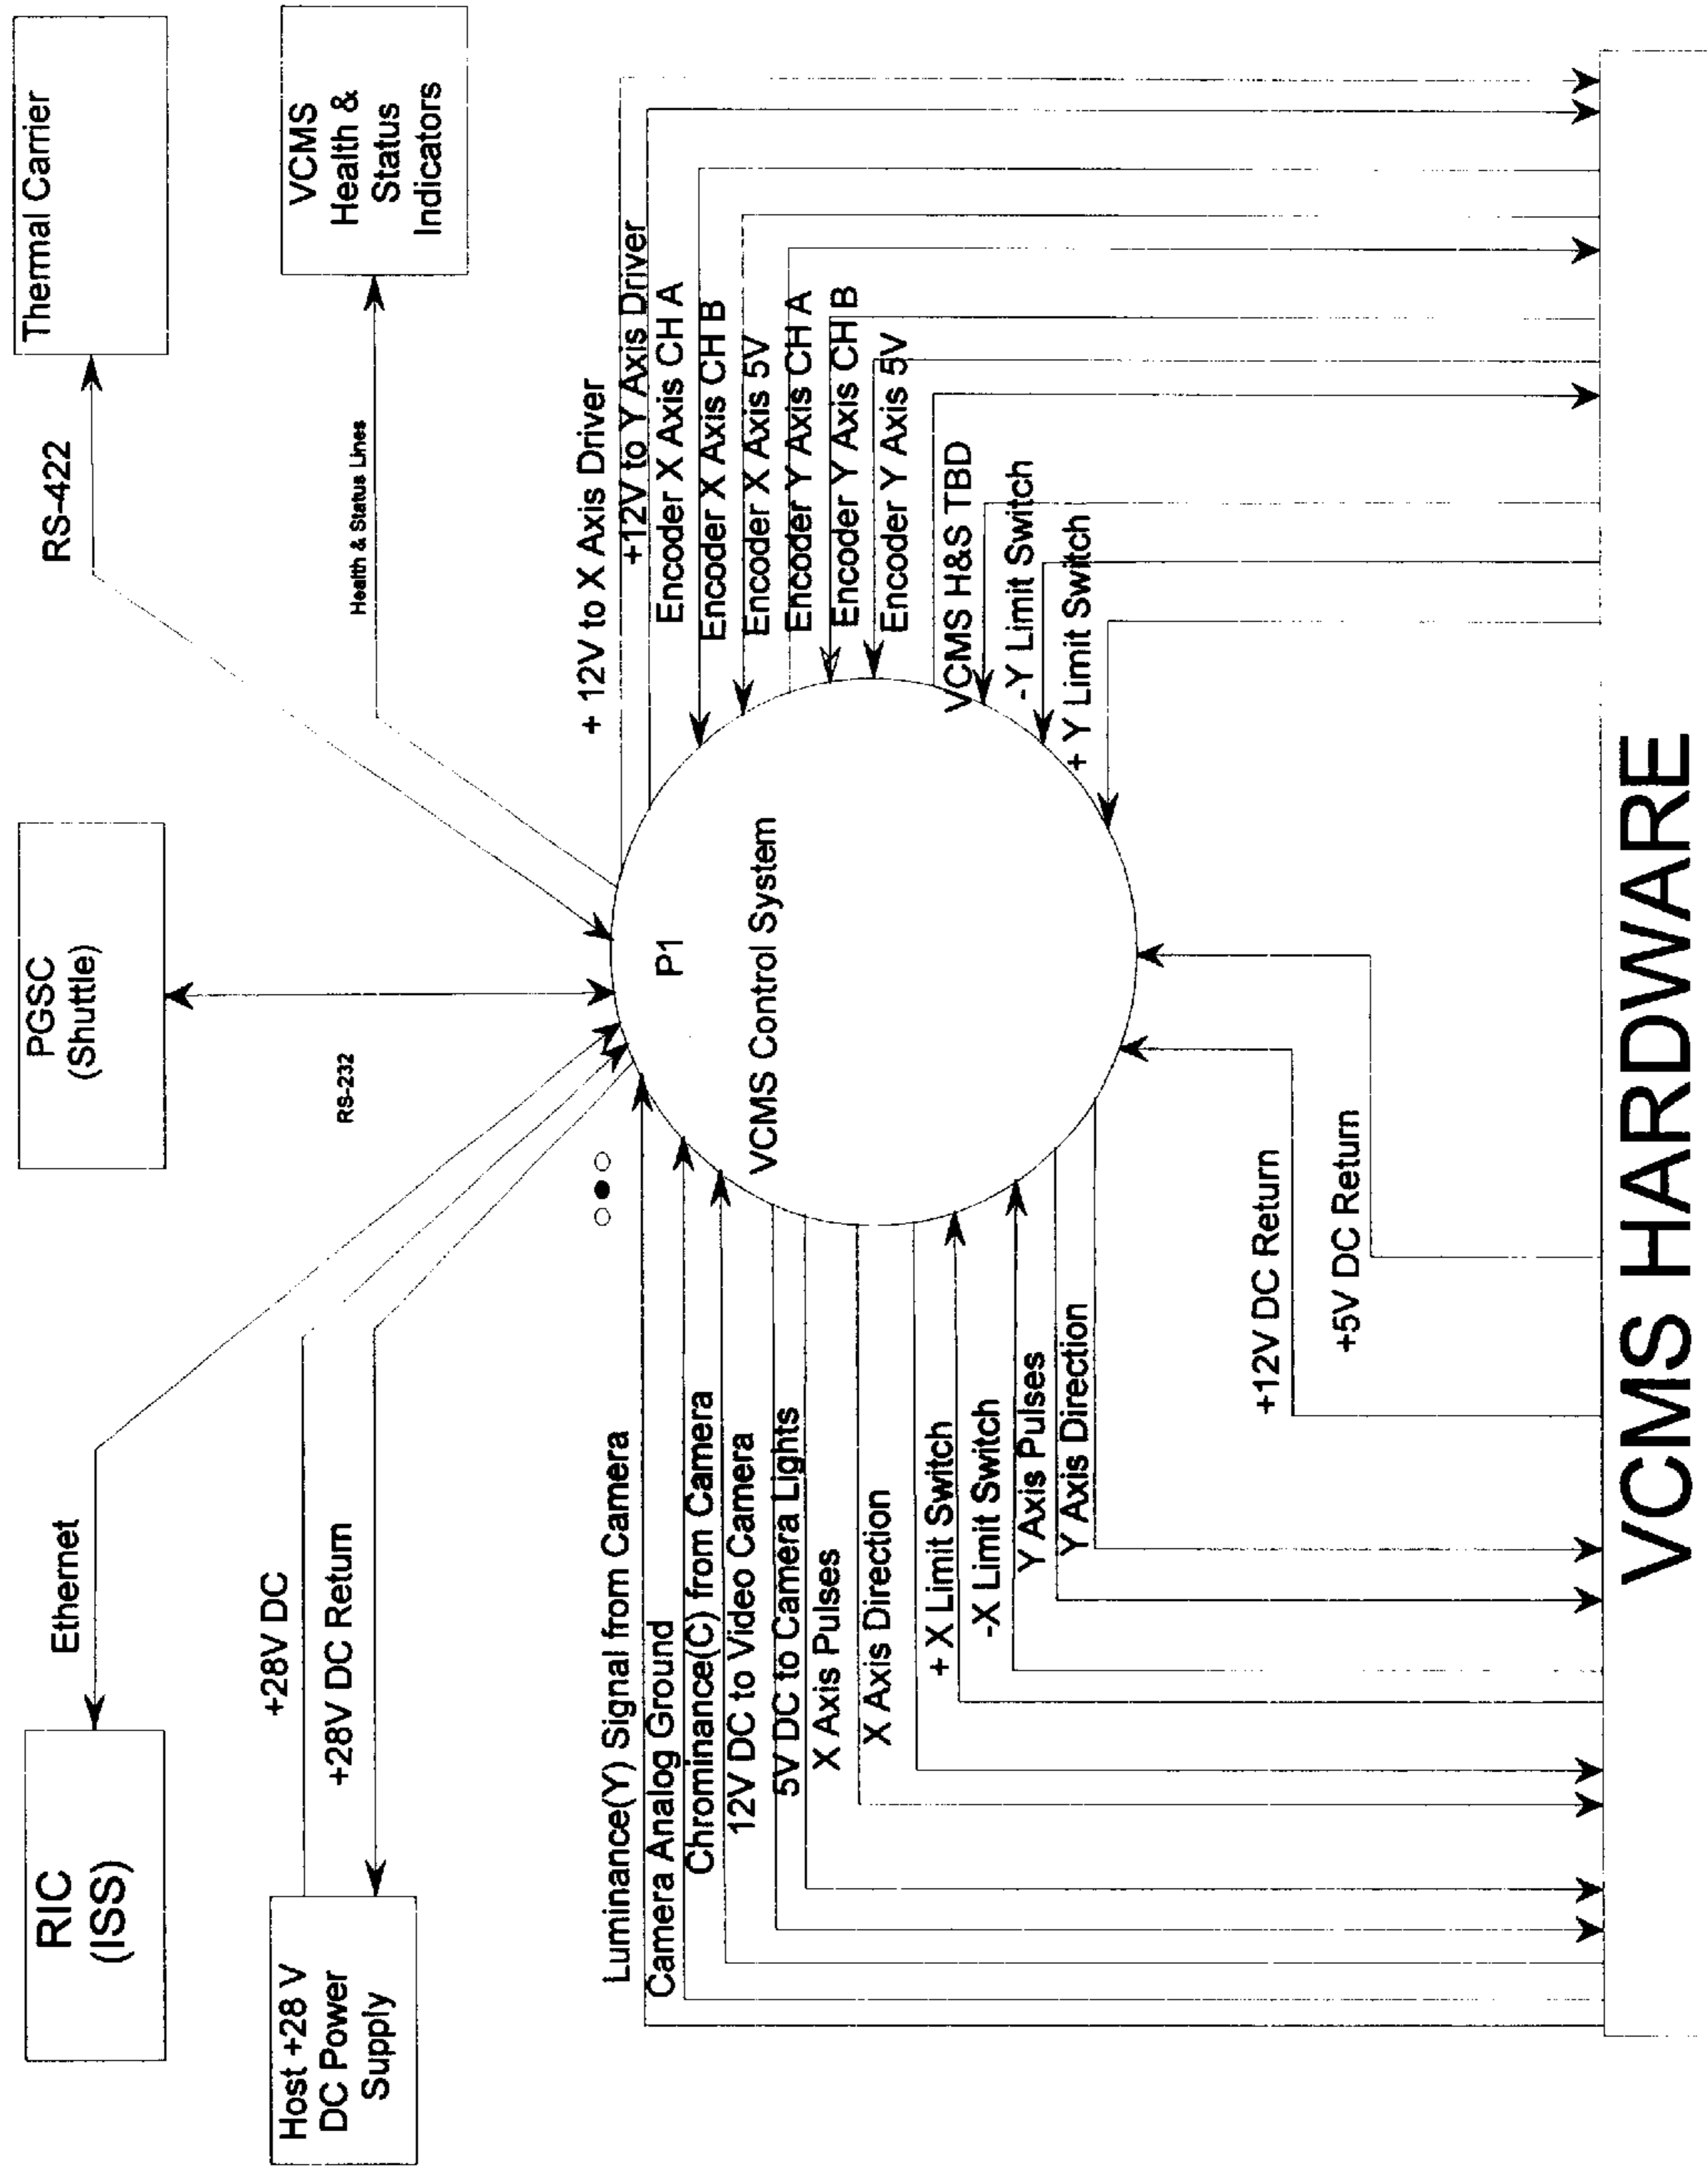 RIC
(ISS)
Ethernet
PGSC
(Shuttle)
RS-232
RS-422
Thermal Carrier
Host +28 V
DC Power
Supply
+28V DC
+28V DC Return
Health & Status Lines
VCMS
Health &
Status
Indicators
Luminance(Y) Signal from Camera
Camera Analog Ground
Chrominance(C) from Camera
12V DC to Video Camera
5V DC to Camera Lights
X Axis Pulses
X Axis Direction
+ X Limit Switch
-X Limit Switch
Y Axis Pulses
Y Axis Direction
P1
VCMS Control System
+ 12V to X Axis Driver
+12V to Y Axis Driver
Encoder X Axis CH A
Encoder X Axis CH B
Encoder X Axis 5V
Encoder Y Axis CH A
Encoder Y Axis CH B
Encoder Y Axis 5V
VCMS H&S TBD
-Y Limit Switch
+ Y Limit Switch
+12V DC Return
+5V DC Return
VCMS HARDWARE